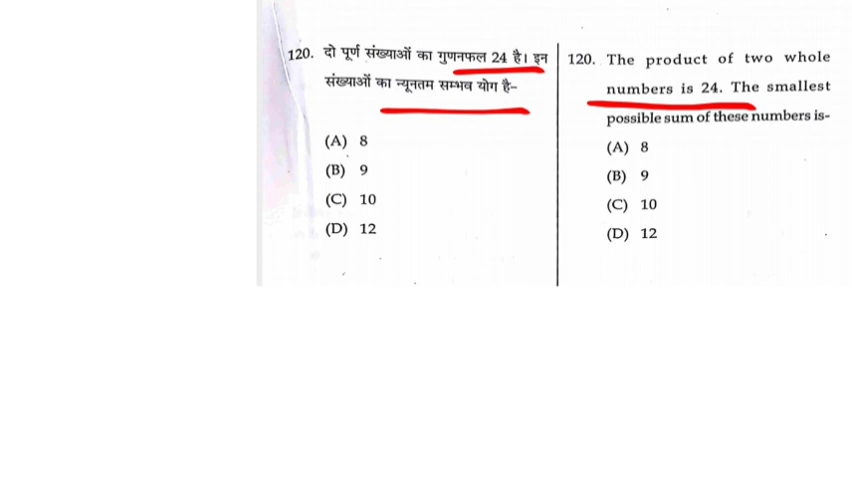 120. दो पूर्ण संख्याओं का गुणनफल 24 है। इन
संख्याओं का न्यूनतम सम्भव योग है-
(A) 8
(B) 9
(C) 10
(D) 12
120. The product of two whole
numbers is 24. The smallest
possible sum of these numbers is-
(A) 8
(B) 9
(C) 10
(D) 12